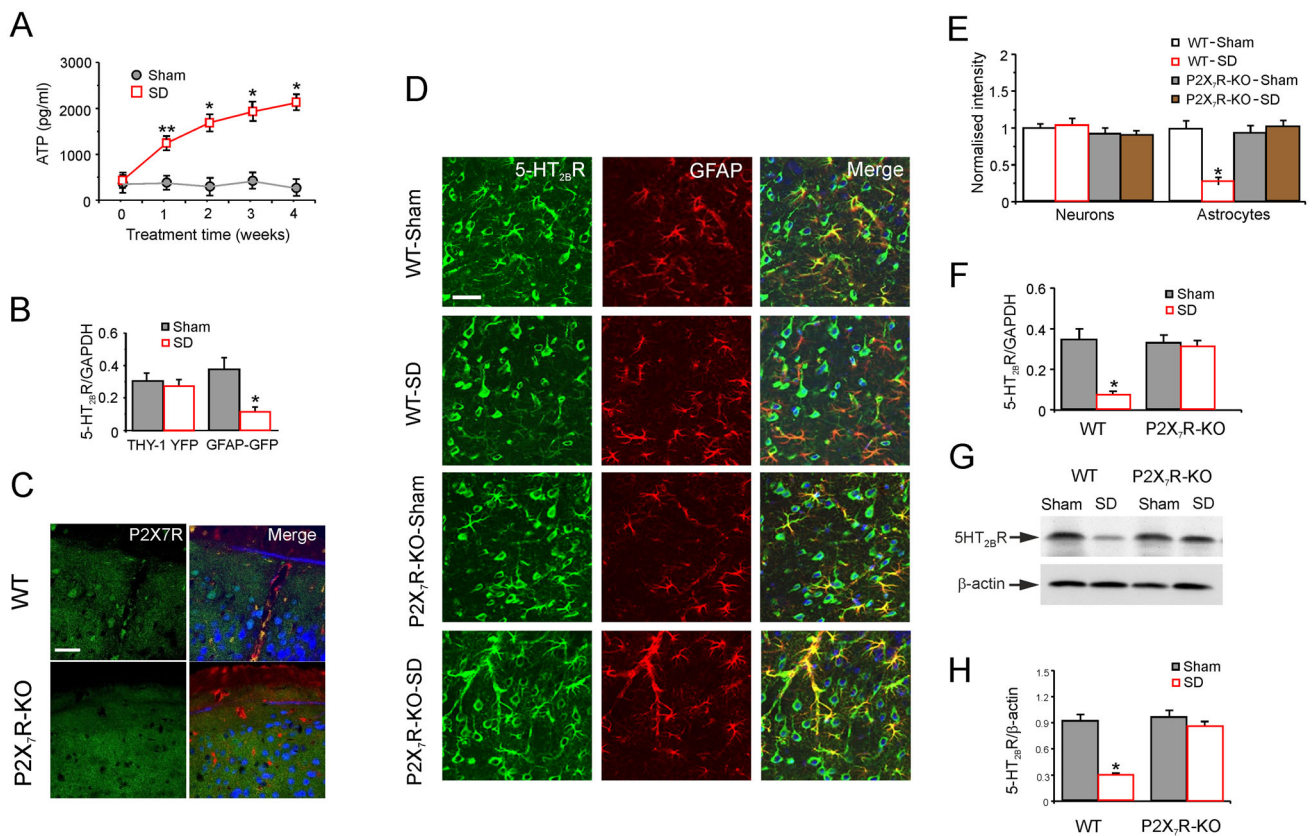 A
ATP (pg/ml)
3000
2000
1000
0
Sham
SD
**
*
*
*
0 1 2 3 4
Treatment time (weeks)
B
5-HT₂BR/GAPDH
0.6
0.4
0.2
0
Sham
SD
*
THY-1 YFP GFAP-GFP
C
P2X7R Merge
WT
P2X₇R-KO
D
5-HT₂BR GFAP Merge
WT-Sham
WT-SD
P2X₇R-KO-Sham
P2X₇R-KO-SD
E
Normalised intensity
2
1.5
1
0.5
0
WT-Sham
WT-SD
P2X₇R-KO-Sham
P2X₇R-KO-SD
*
Neurons Astrocytes
F
5-HT₂BR/GAPDH
0.6
0.4
0.2
0
Sham
SD
*
WT P2X₇R-KO
G
WT P2X₇R-KO
Sham SD Sham SD
5HT₂BR
β-actin
H
5-HT₂BR/β-actin
1.5
1.2
0.9
0.6
0.3
0
Sham
SD
*
WT P2X₇R-KO